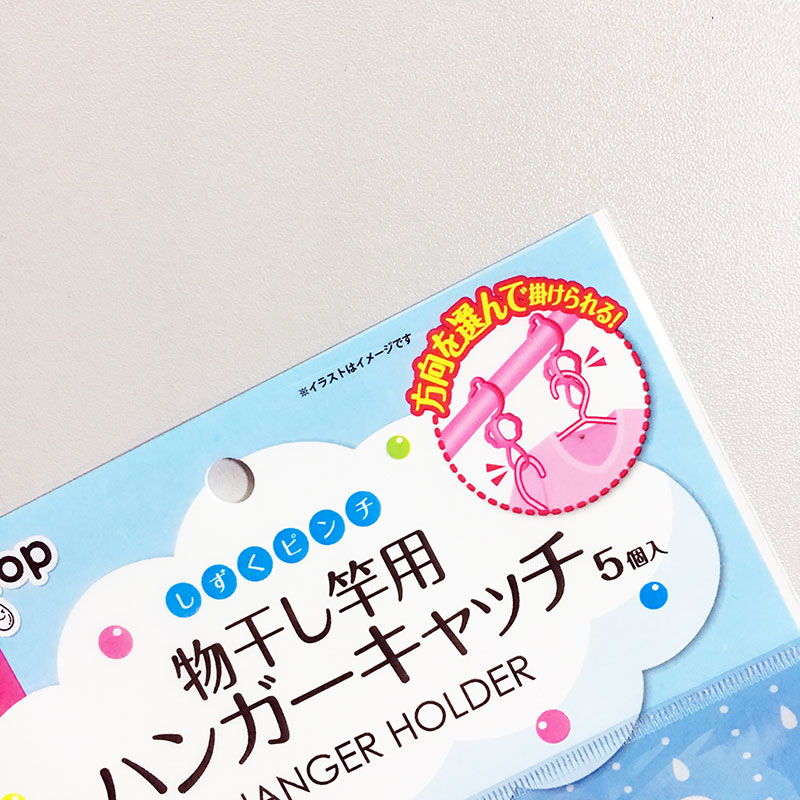 方向を選んで掛けられる!
※イラストはイメージです
しずくピンチ
物干し竿用
ハンガーキャッチ 5個入
HANGER HOLDER
op